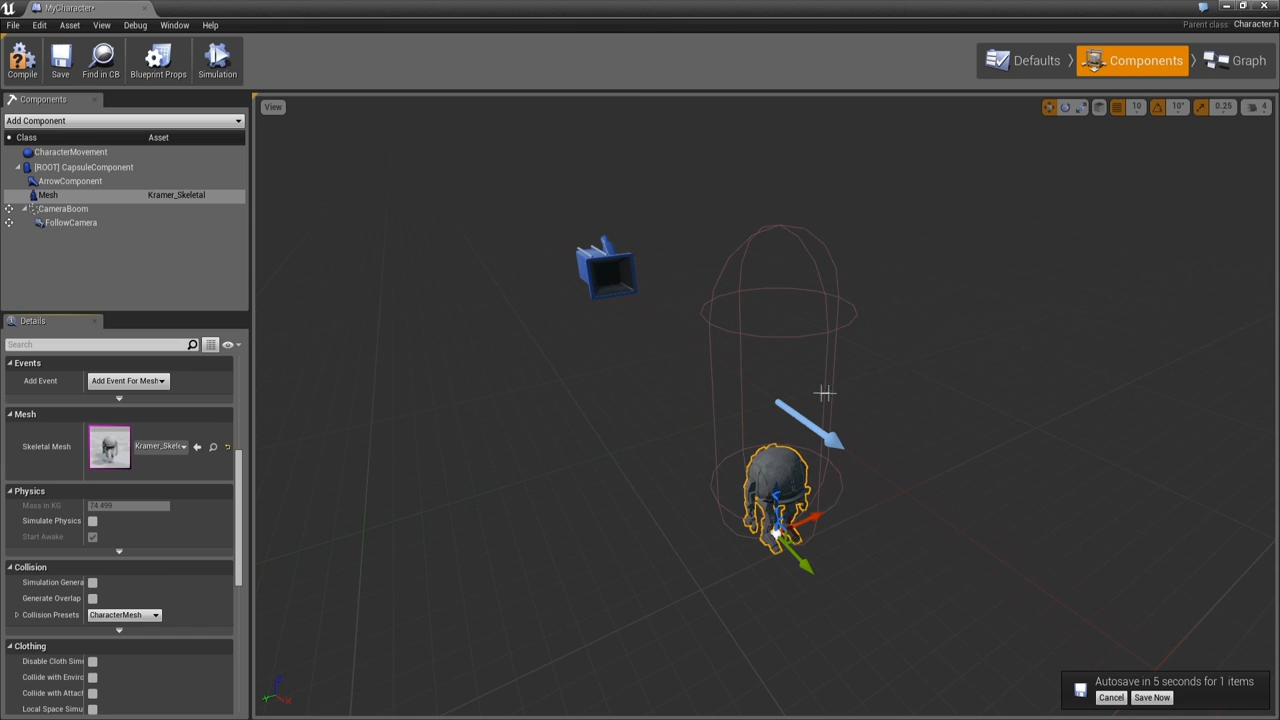 MyCharacter*
File Edit Asset View Debug Window Help
Parent class: Character.h
Compile Save Find in CB Blueprint Props Simulation
Defaults Components Graph
Components
Add Component
Class Asset
CharacterMovement
[ROOT] CapsuleComponent
ArrowComponent
Mesh Kramer_Skeletal
CameraBoom
FollowCamera
View
10 10° 0.25 4
Details
Search
Events
Add Event Add Event For Mesh
Mesh
Skeletal Mesh Kramer_Skele
Physics
Mass in KG 74.499
Simulate Physics
Start Awake
Collision
Simulation Genera
Generate Overlap
Collision Presets CharacterMesh
Clothing
Disable Cloth Simu
Collide with Enviro
Collide with Attach
Local Space Simu
Autosave in 5 seconds for 1 items
Cancel Save Now